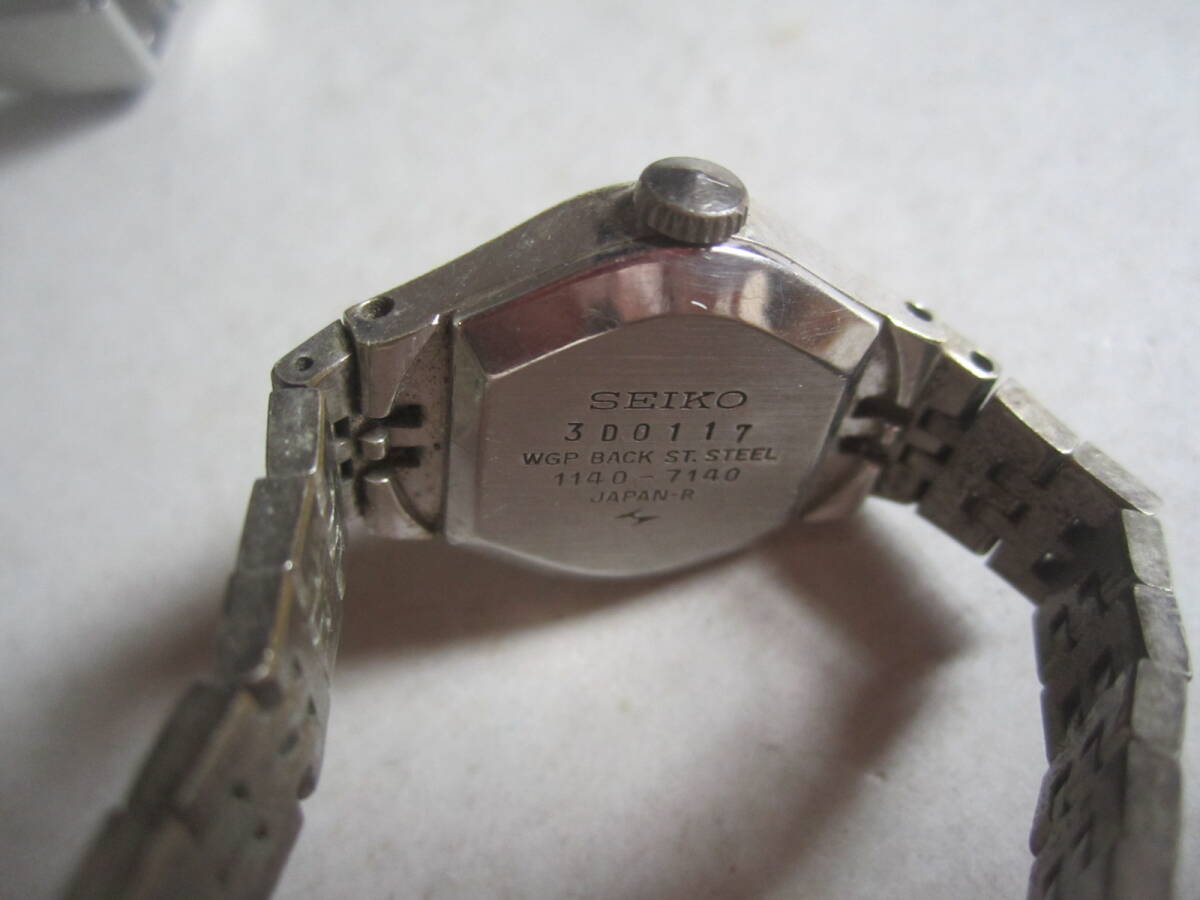 SEIKO
3D0117
WGP BACK ST. STEEL
1140-7140
JAPAN-R